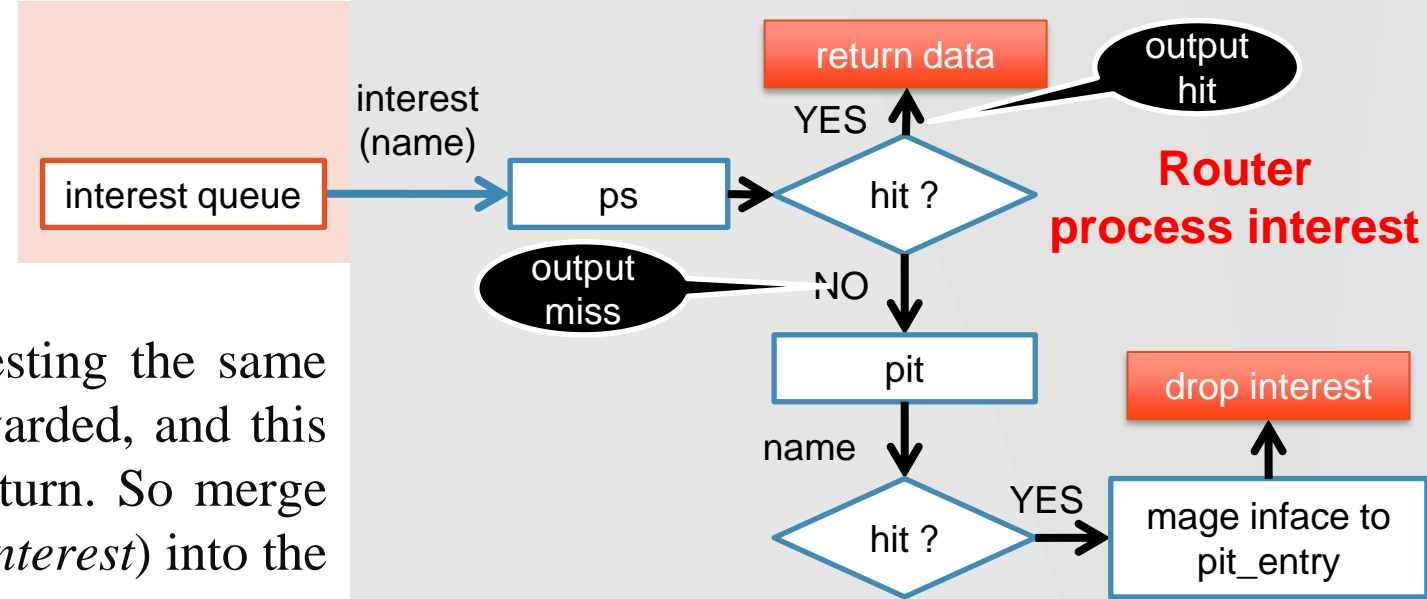 return data
output
hit
interest
(name)
YES
interest queue
ps
hit ?
Router
process interest
output
miss
NO
pit
drop interest
name
YES
hit ?
mage inface to
pit_entry
esting the same
arded, and this
turn. So merge
nterest) into the